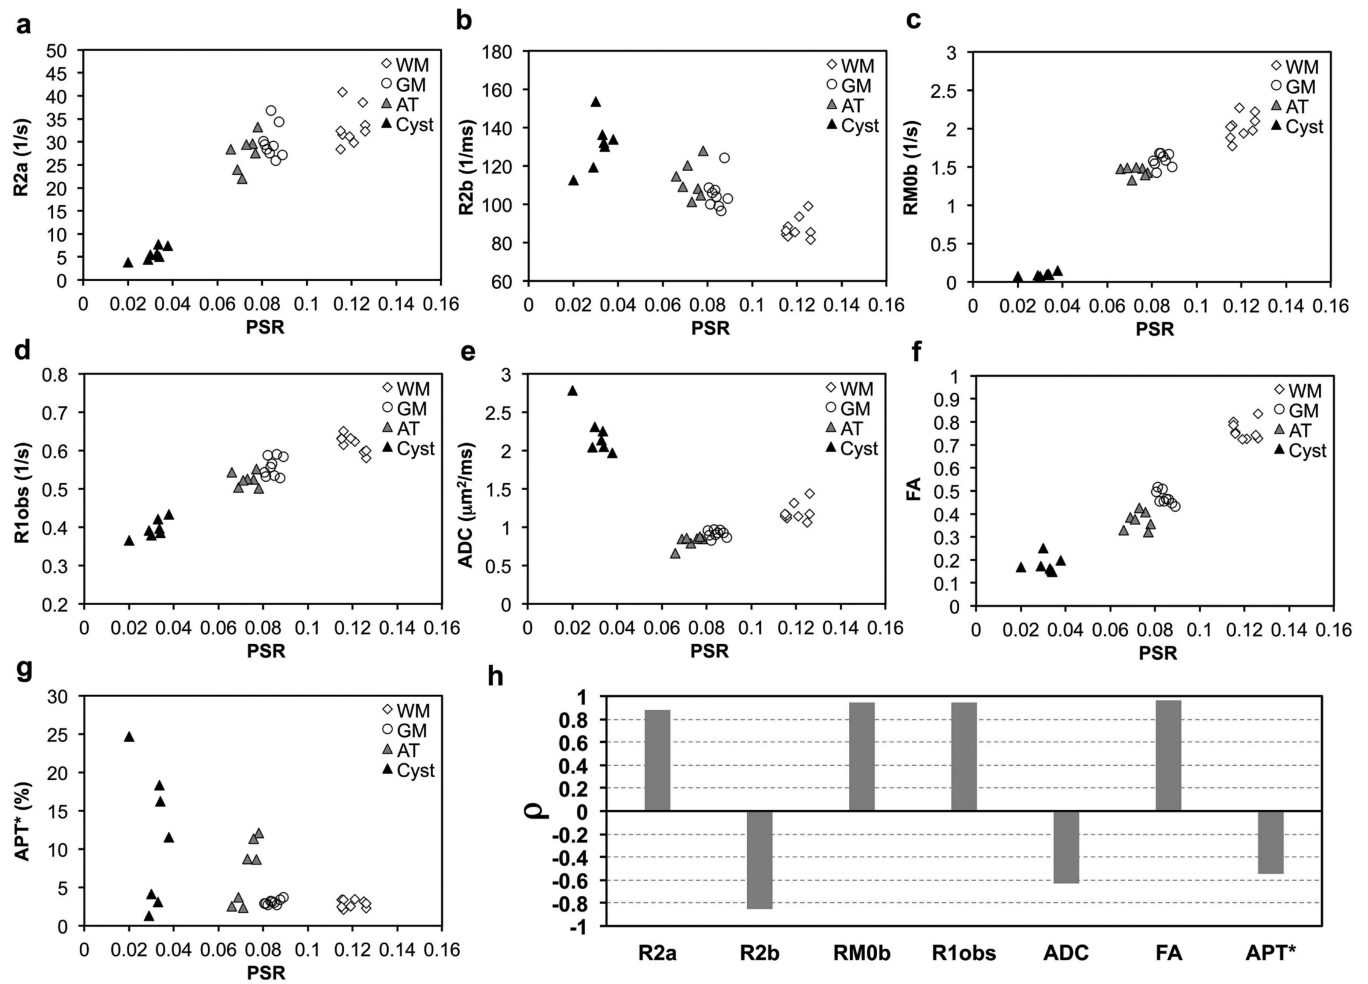 a
50
45
40
35
30
25
20
15
10
5
0
R2a (1/s)
WM
GM
AT
Cyst
0 0.02 0.04 0.06 0.08 0.1 0.12 0.14 0.16
PSR
b
180
160
140
120
100
80
60
R2b (1/ms)
WM
GM
AT
Cyst
0 0.02 0.04 0.06 0.08 0.1 0.12 0.14 0.16
PSR
c
3
2.5
2
1.5
1
0.5
0
RM0b (1/s)
WM
GM
AT
Cyst
0 0.02 0.04 0.06 0.08 0.1 0.12 0.14 0.16
PSR
d
0.8
0.7
0.6
0.5
0.4
0.3
0.2
R1obs (1/s)
WM
GM
AT
Cyst
0 0.02 0.04 0.06 0.08 0.1 0.12 0.14 0.16
PSR
e
3
2.5
2
1.5
1
0.5
0
ADC (μm²/ms)
WM
GM
AT
Cyst
0 0.02 0.04 0.06 0.08 0.1 0.12 0.14 0.16
PSR
f
1
0.9
0.8
0.7
0.6
0.5
0.4
0.3
0.2
0.1
0
FA
WM
GM
AT
Cyst
0 0.02 0.04 0.06 0.08 0.1 0.12 0.14 0.16
PSR
g
30
25
20
15
10
5
0
APT* (%)
WM
GM
AT
Cyst
0 0.02 0.04 0.06 0.08 0.1 0.12 0.14 0.16
PSR
h
1
0.8
0.6
0.4
0.2
0
-0.2
-0.4
-0.6
-0.8
-1
ρ
R2a R2b RM0b R1obs ADC FA APT*